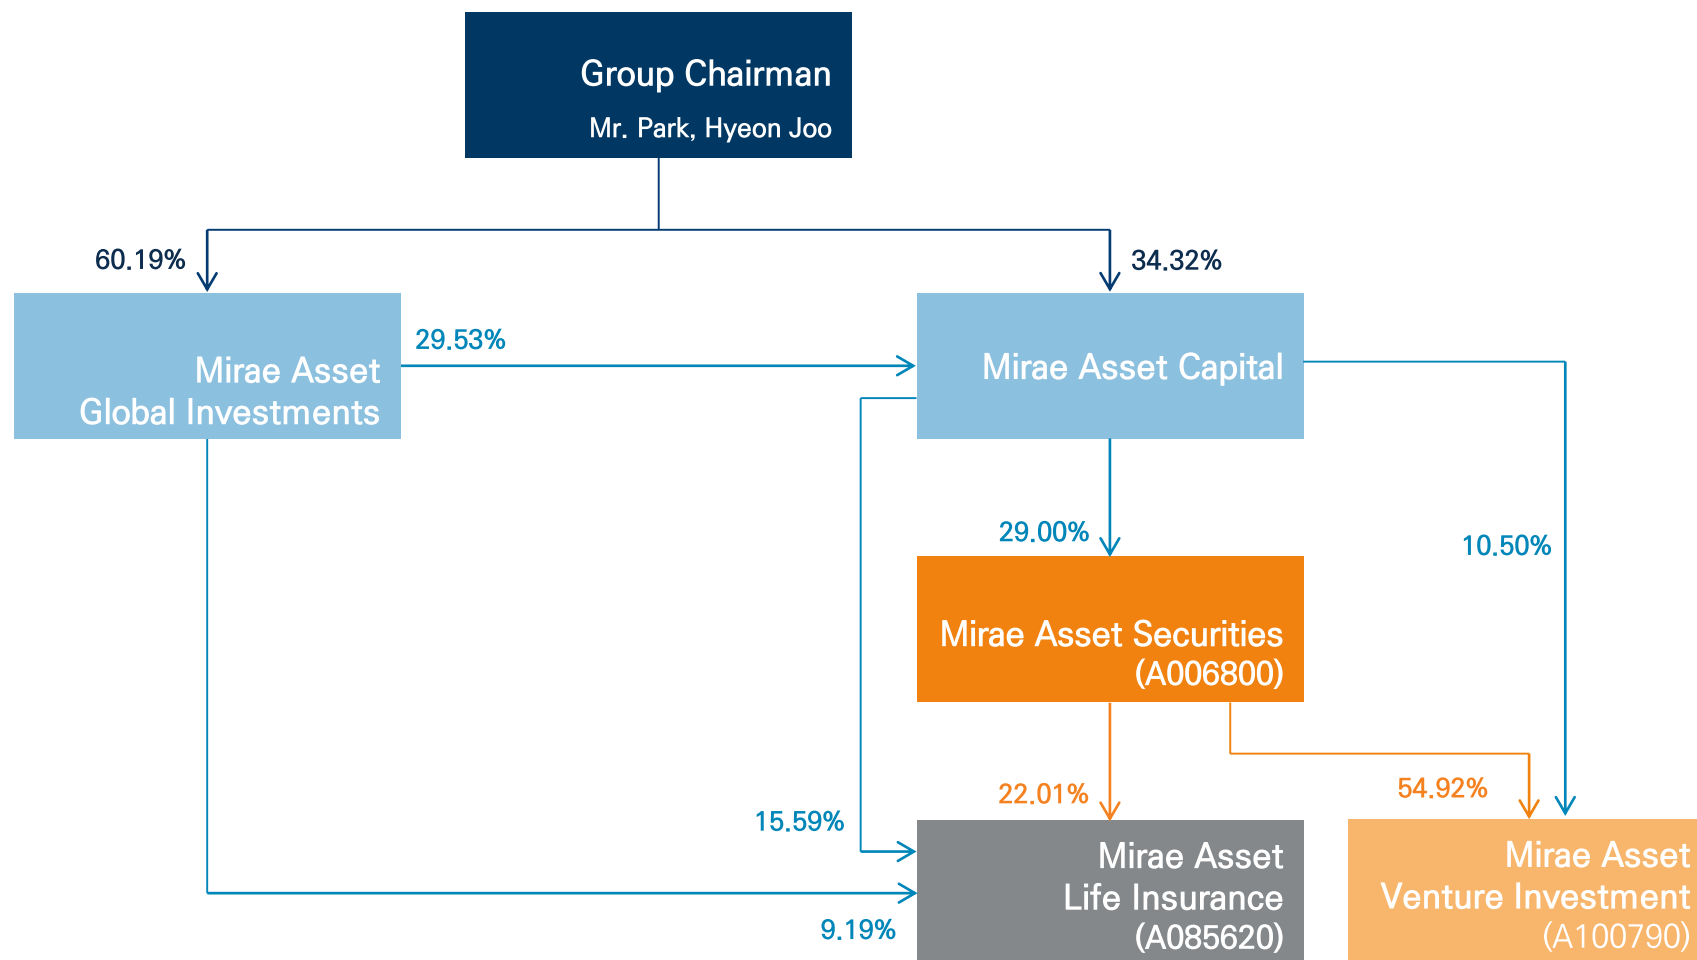 Group Chairman
Mr. Park, Hyeon Joo
60.19%
34.32%
Mirae Asset
Global Investments
29.53%
Mirae Asset Capital
29.00%
10.50%
Mirae Asset Securities
(A006800)
22.01%
54.92%
15.59%
9.19%
Mirae Asset
Life Insurance
(A085620)
Mirae Asset
Venture Investment
(A100790)